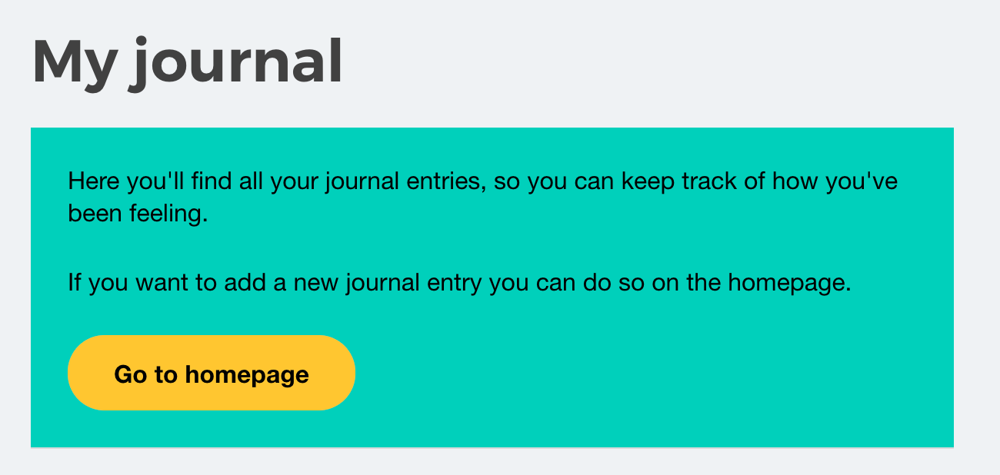 My journal
Here you'll find all your journal entries, so you can keep track of how you've
been feeling.
If you want to add a new journal entry you can do so on the homepage.
Go to homepage